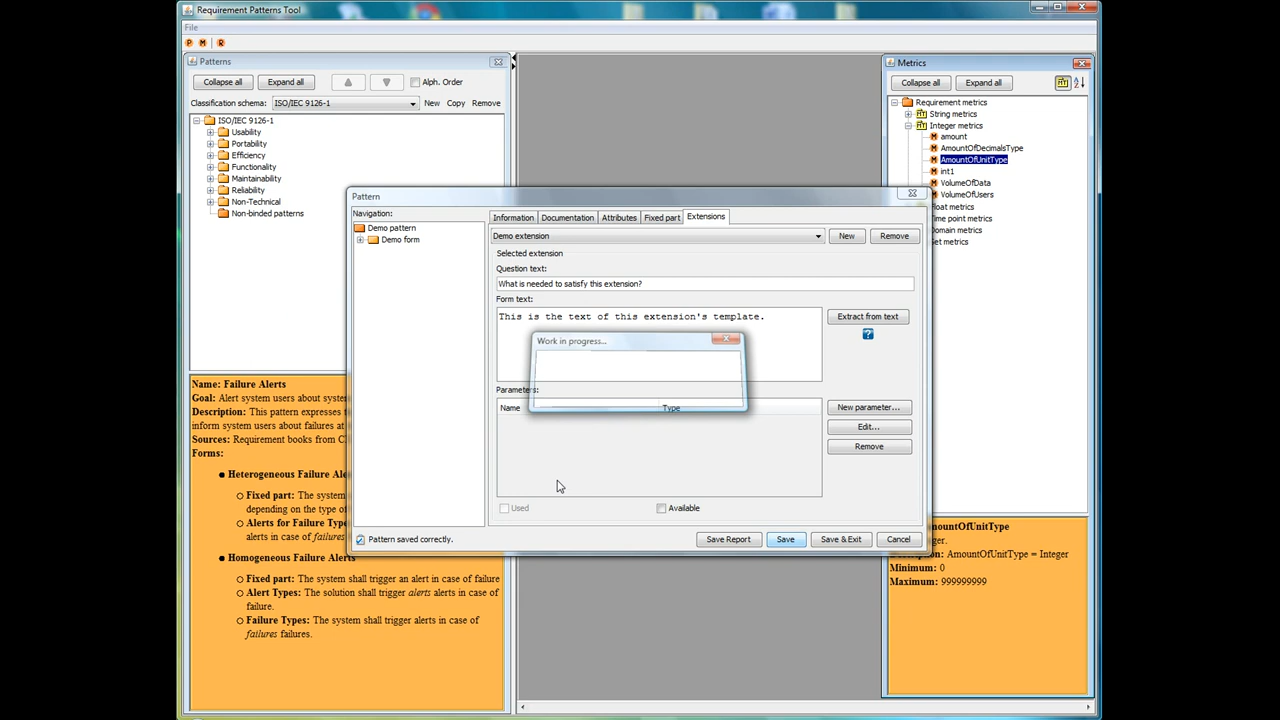 Requirement Patterns Tool
File
P M R
Patterns
Collapse all Expand all Alph. Order
Classification schema: ISO/IEC 9126-1 New Copy Remove
ISO/IEC 9126-1
Usability
Portability
Efficiency
Functionality
Maintainability
Reliability
Non-Technical
Non-binded patterns
Name: Failure Alerts
Goal: Alert system users about system
Description: This pattern expresses th
inform system users about failures at
Sources: Requirement books from C
Forms:
Heterogeneous Failure Ale
Fixed part: The system
depending on the type of
Alerts for Failure Typ
alerts in case of failures
Homogeneous Failure Alerts
Fixed part: The system shall trigger an alert in case of failure
Alert Types: The solution shall trigger alerts alerts in case of
failure.
Failure Types: The system shall trigger alerts in case of
failures failures.
Pattern
Navigation:
Demo pattern
Demo form
Information Documentation Attributes Fixed part Extensions
Demo extension New Remove
Selected extension
Question text:
What is needed to satisfy this extension?
Form text:
This is the text of this extension's template.
Extract from text
?
Work in progress...
Parameters:
Name Type
New parameter...
Edit...
Remove
Used Available
Pattern saved correctly. Save Report Save Save & Exit Cancel
Metrics
Collapse all Expand all
Requirement metrics
String metrics
Integer metrics
amount
AmountOfDecimalsType
AmountOfUnitType
int1
VolumeOfData
VolumeOfUsers
Float metrics
Time point metrics
Domain metrics
Set metrics
mountOfUnitType
ger.
Description: AmountOfUnitType = Integer
Minimum: 0
Maximum: 999999999